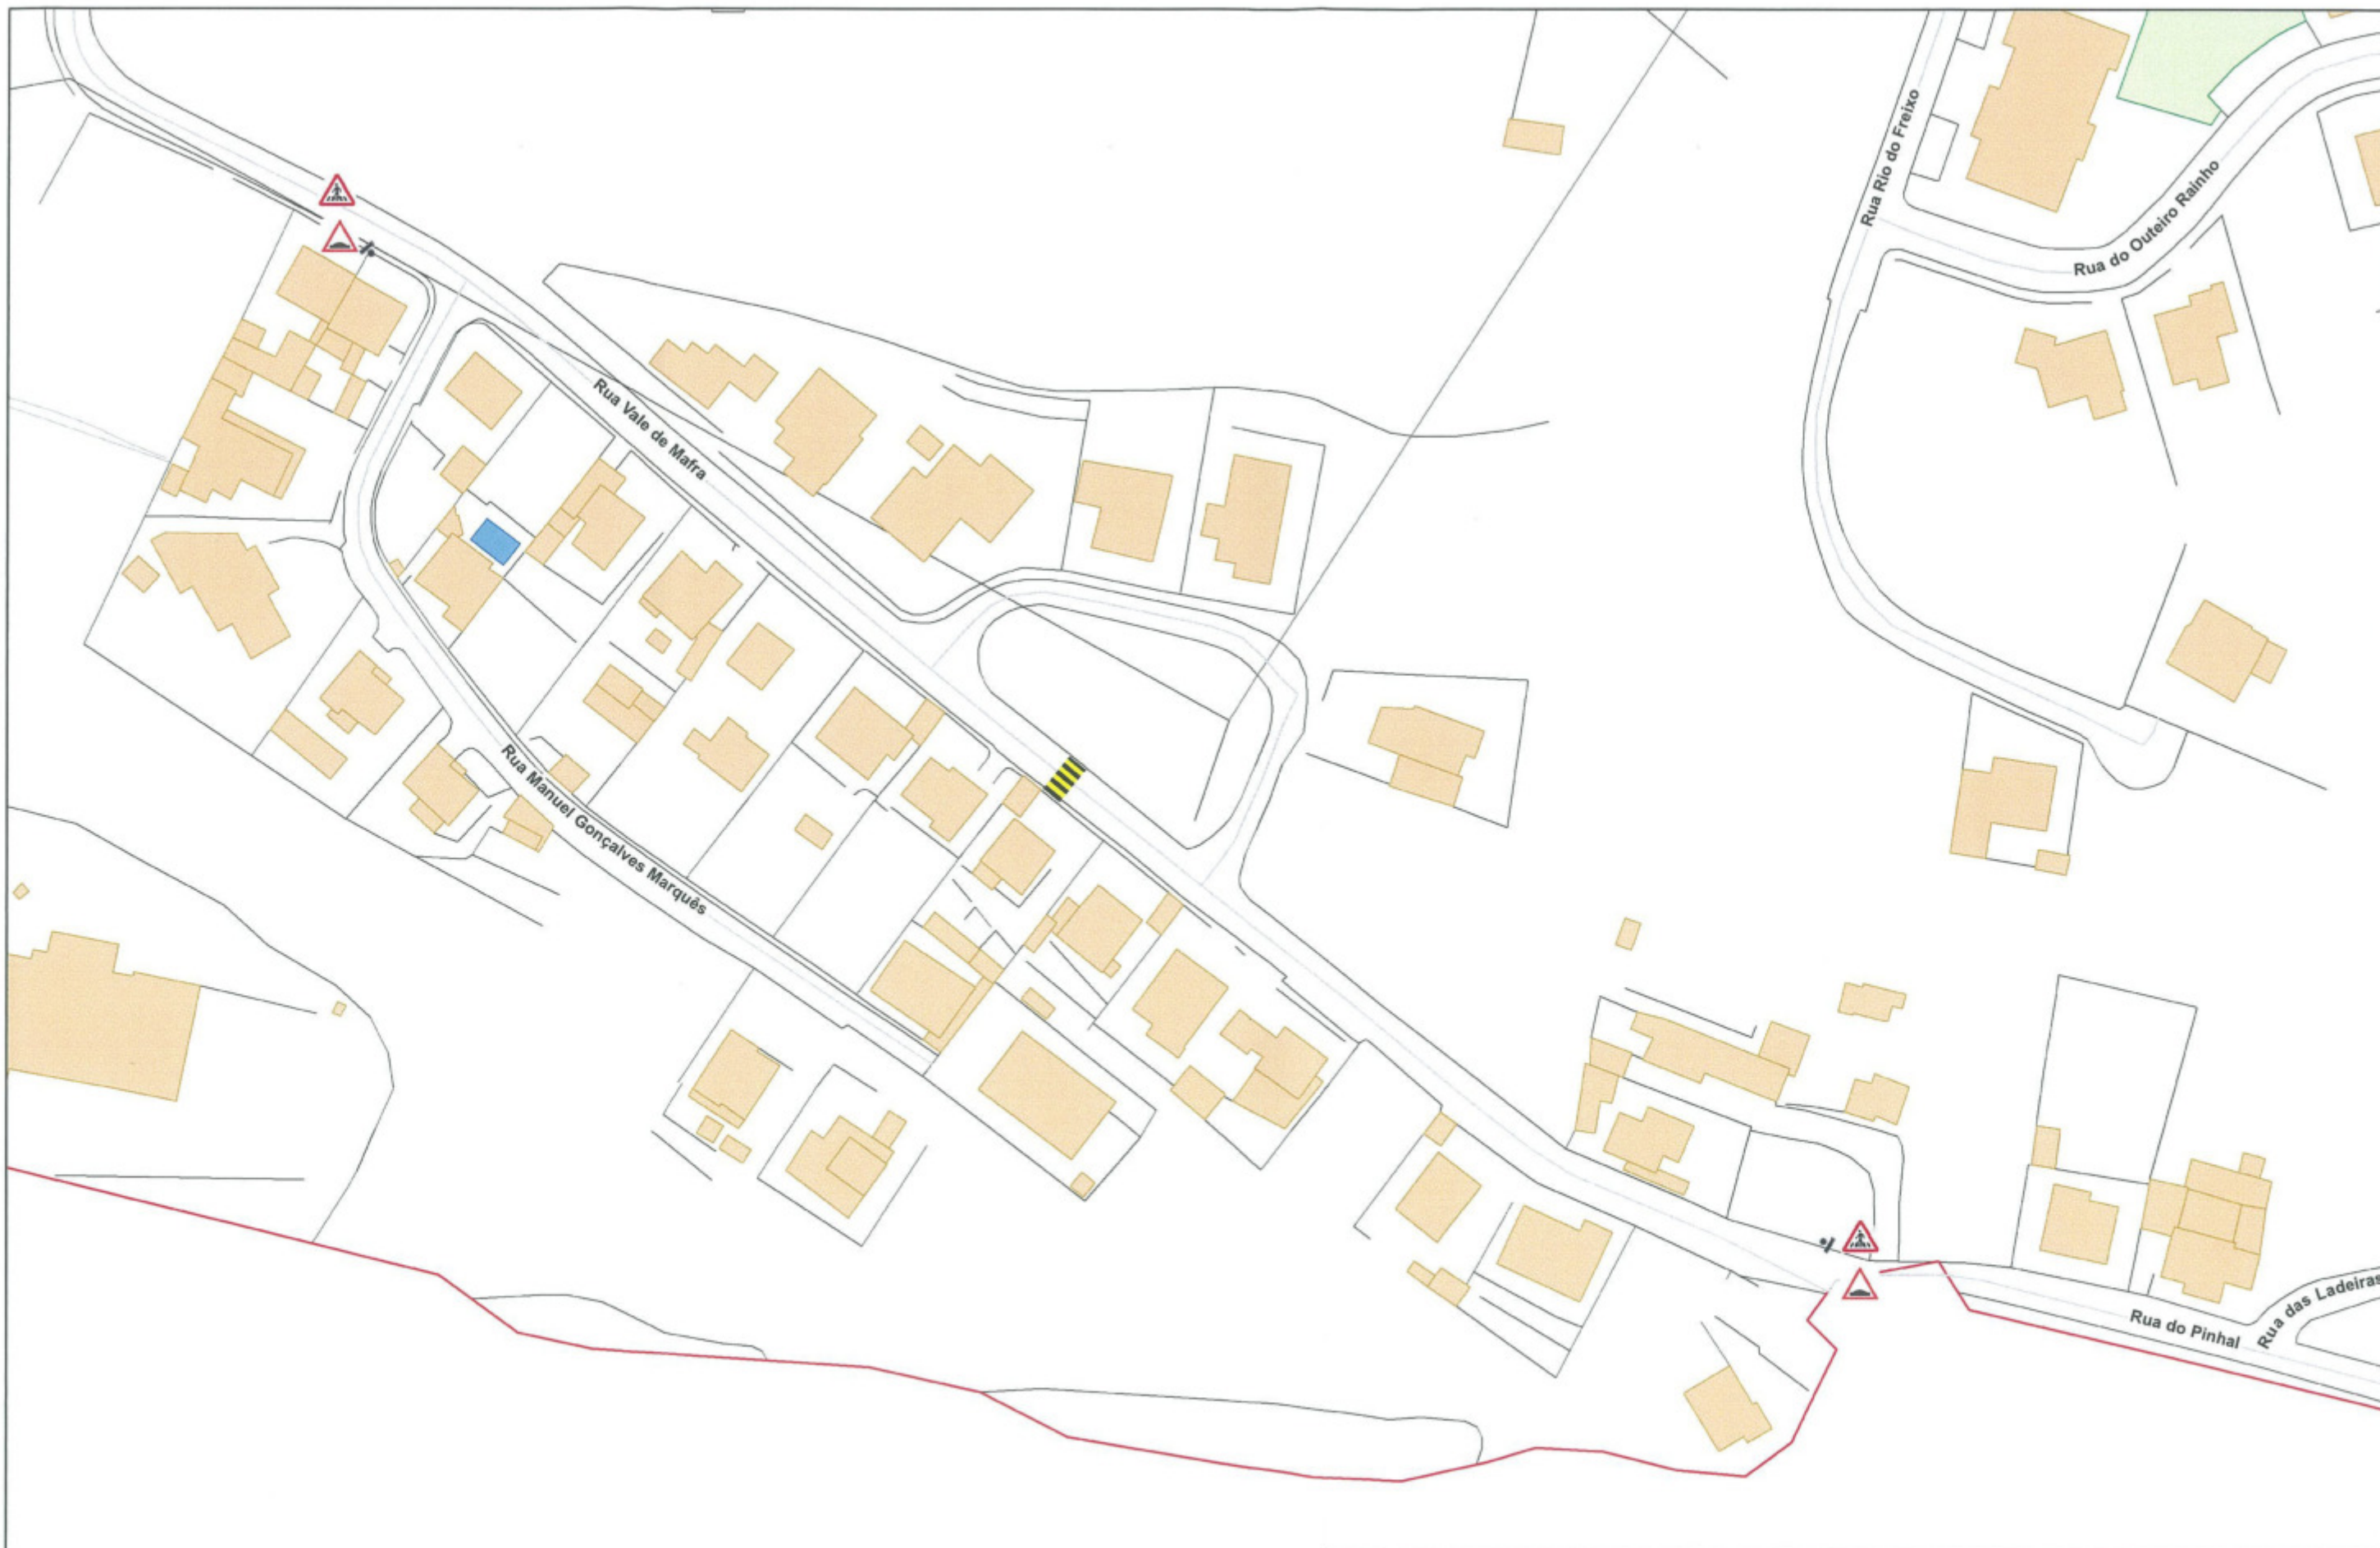 Rua Rio do Freixo
Rua do Outeiro Rainho
Rua Vale de Mafra
Rua Manuel Gonçalves Marquês
Rua das Ladeiras
Rua do Pinhal